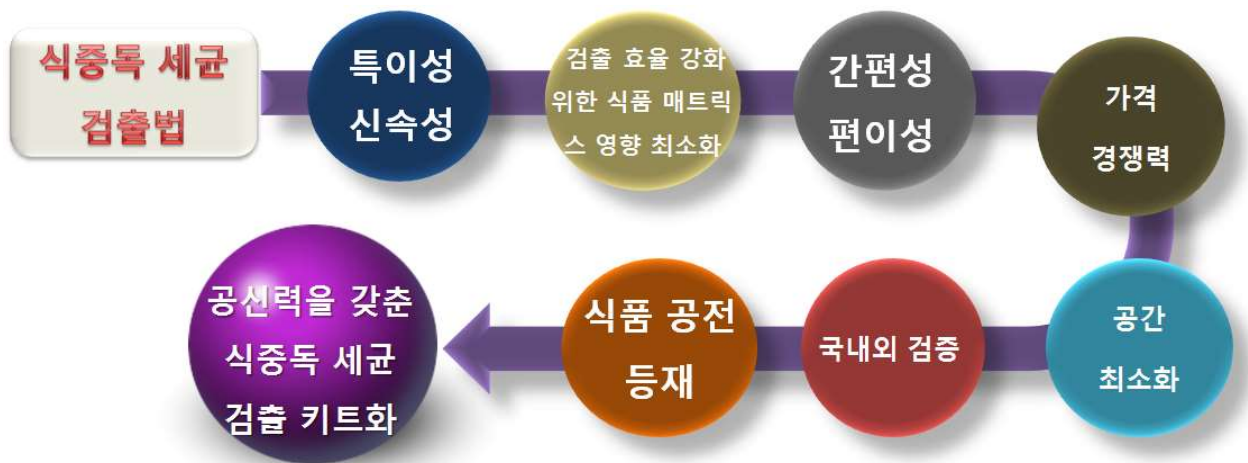 식중독 세균
검출법
특이성
신속성
검출 효율 강화
위한 식품 매트릭
스 영향 최소화
간편성
편이성
가격
경쟁력
공간
최소화
국내외 검증
식품 공전
등재
공신력을 갖춘
식중독 세균
검출 키트화